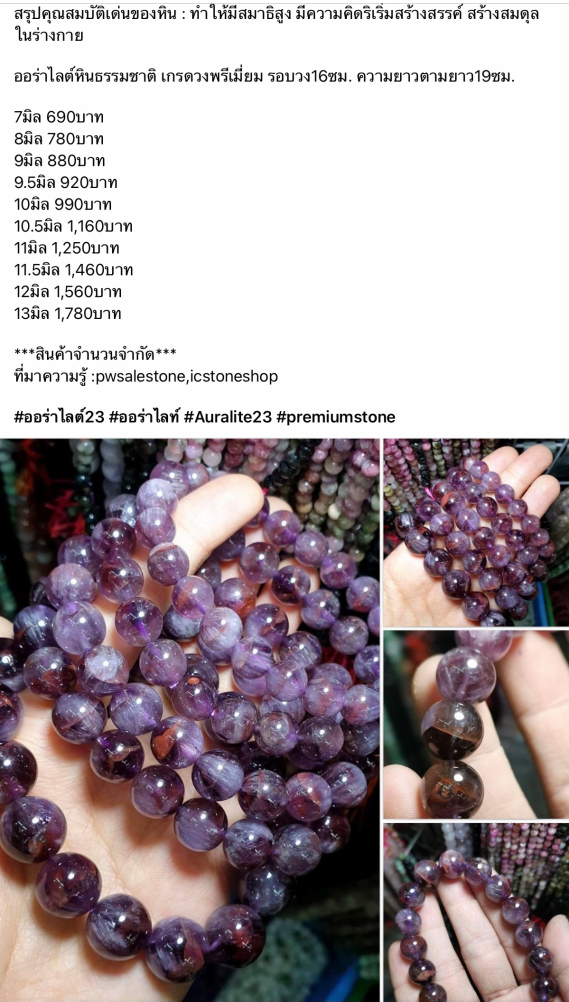 สรุปคุณสมบัติเด่นของหิน : ทำให้มีสมาธิสูง มีความคิดริเริ่มสร้างสรรค์ สร้างสมดุล
ในร่างกาย
ออร่าไลต์หินธรรมชาติ เกรดวงพรีเมี่ยม รอบวง16ซม. ความยาวตามยาว19ซม.
7มิล 690บาท
8มิล 780บาท
9มิล 880บาท
9.5มิล 920บาท
10มิล 990บาท
10.5มิล 1,160บาท
11มิล 1,250บาท
11.5มิล 1,460บาท
12มิล 1,560บาท
13มิล 1,780บาท
***สินค้าจำนวนจำกัด***
ที่มาความรู้ :pwsalestone,icstoneshop
#ออร่าไลต์23 #ออร่าไลท์ #Auralite23 #premiumstone